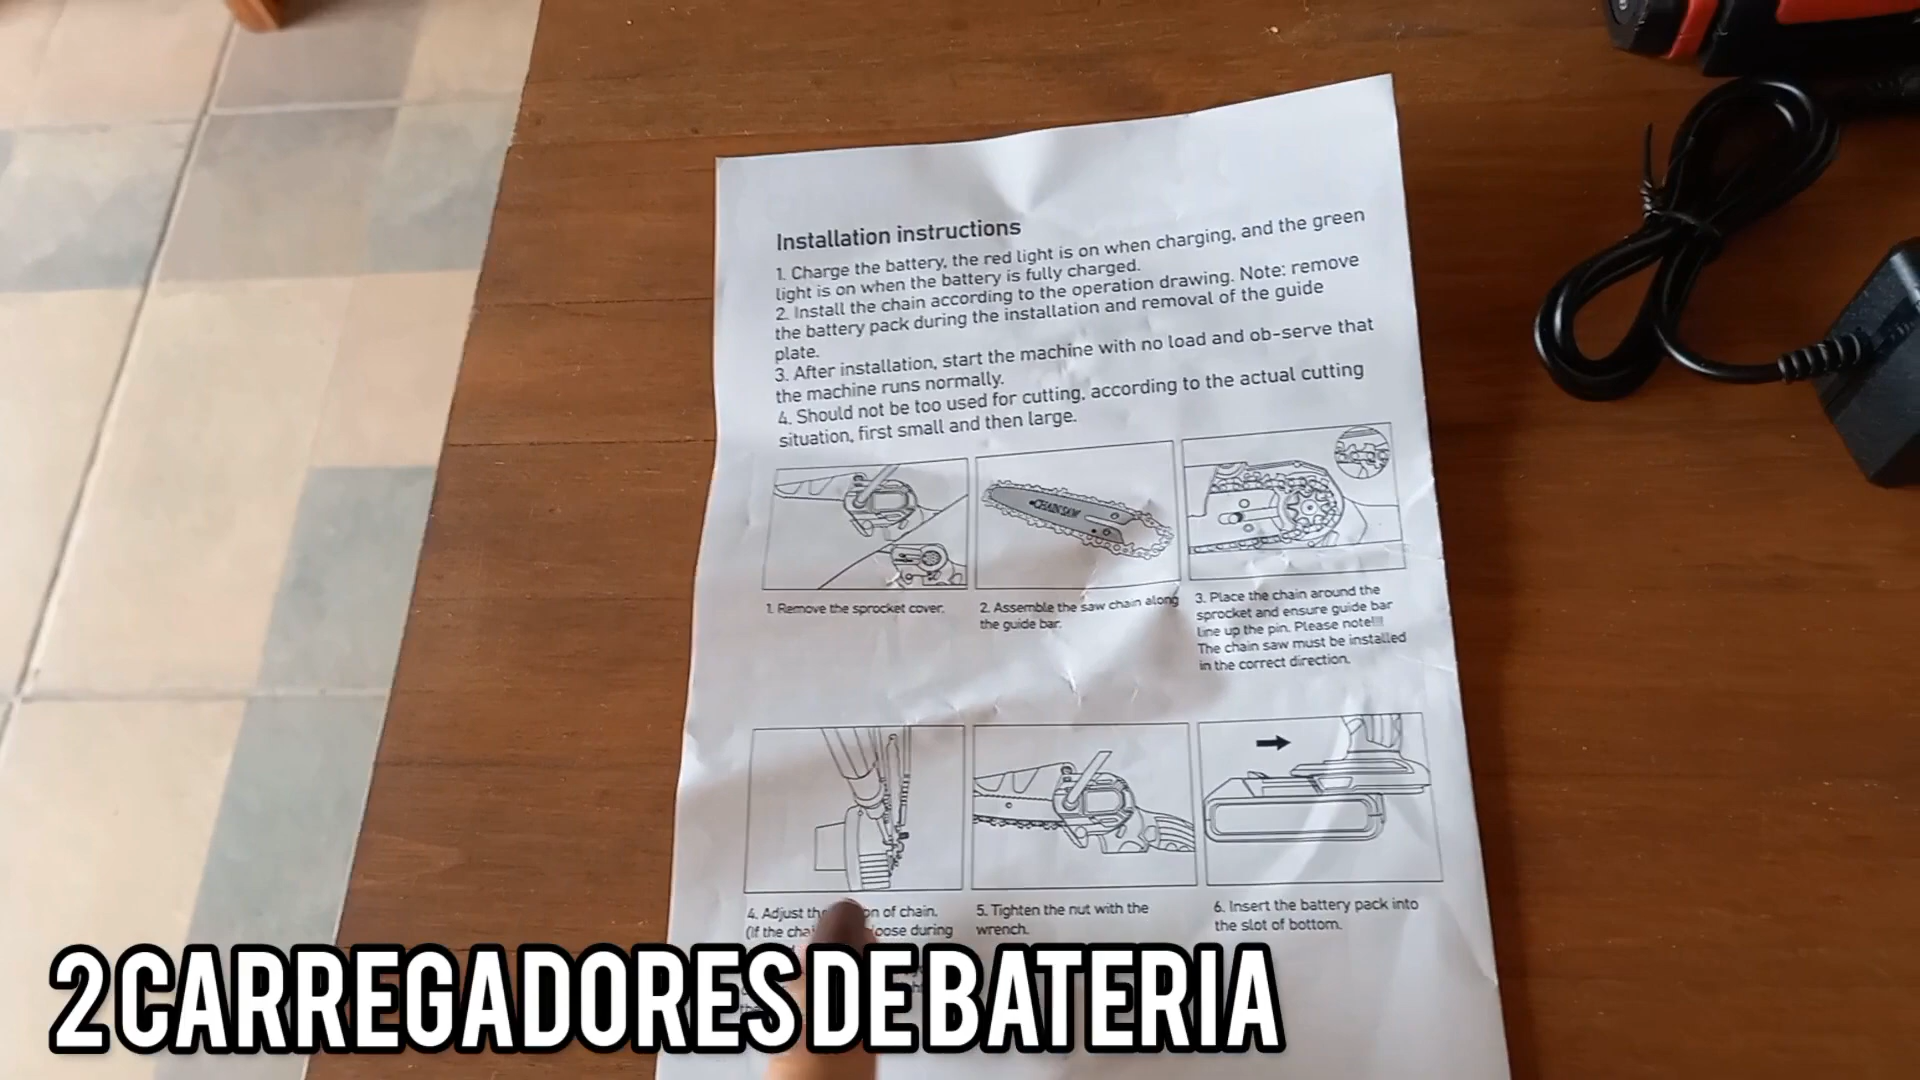 Installation instructions
1. Charge the battery, the red light is on when charging, and the green
light is on when the battery is fully charged.
2. Install the chain according to the operation drawing. Note: remove
the battery pack during the installation and removal of the guide
plate.
3. After installation, start the machine with no load and ob-serve that
the machine runs normally.
4. Should not be too used for cutting, according to the actual cutting
situation, first small and then large.
CHAIN SAW
1. Remove the sprocket cover.
2. Assemble the saw chain along
the guide bar.
3. Place the chain around the
sprocket and ensure guide bar
line up the pin. Please note!!!
The chain saw must be installed
in the correct direction.
4. Adjust of chain.
(If the loose during
5. Tighten the nut with the
wrench.
6. Insert the battery pack into
the slot of bottom.
2 CARREGADORES DE BATERIA